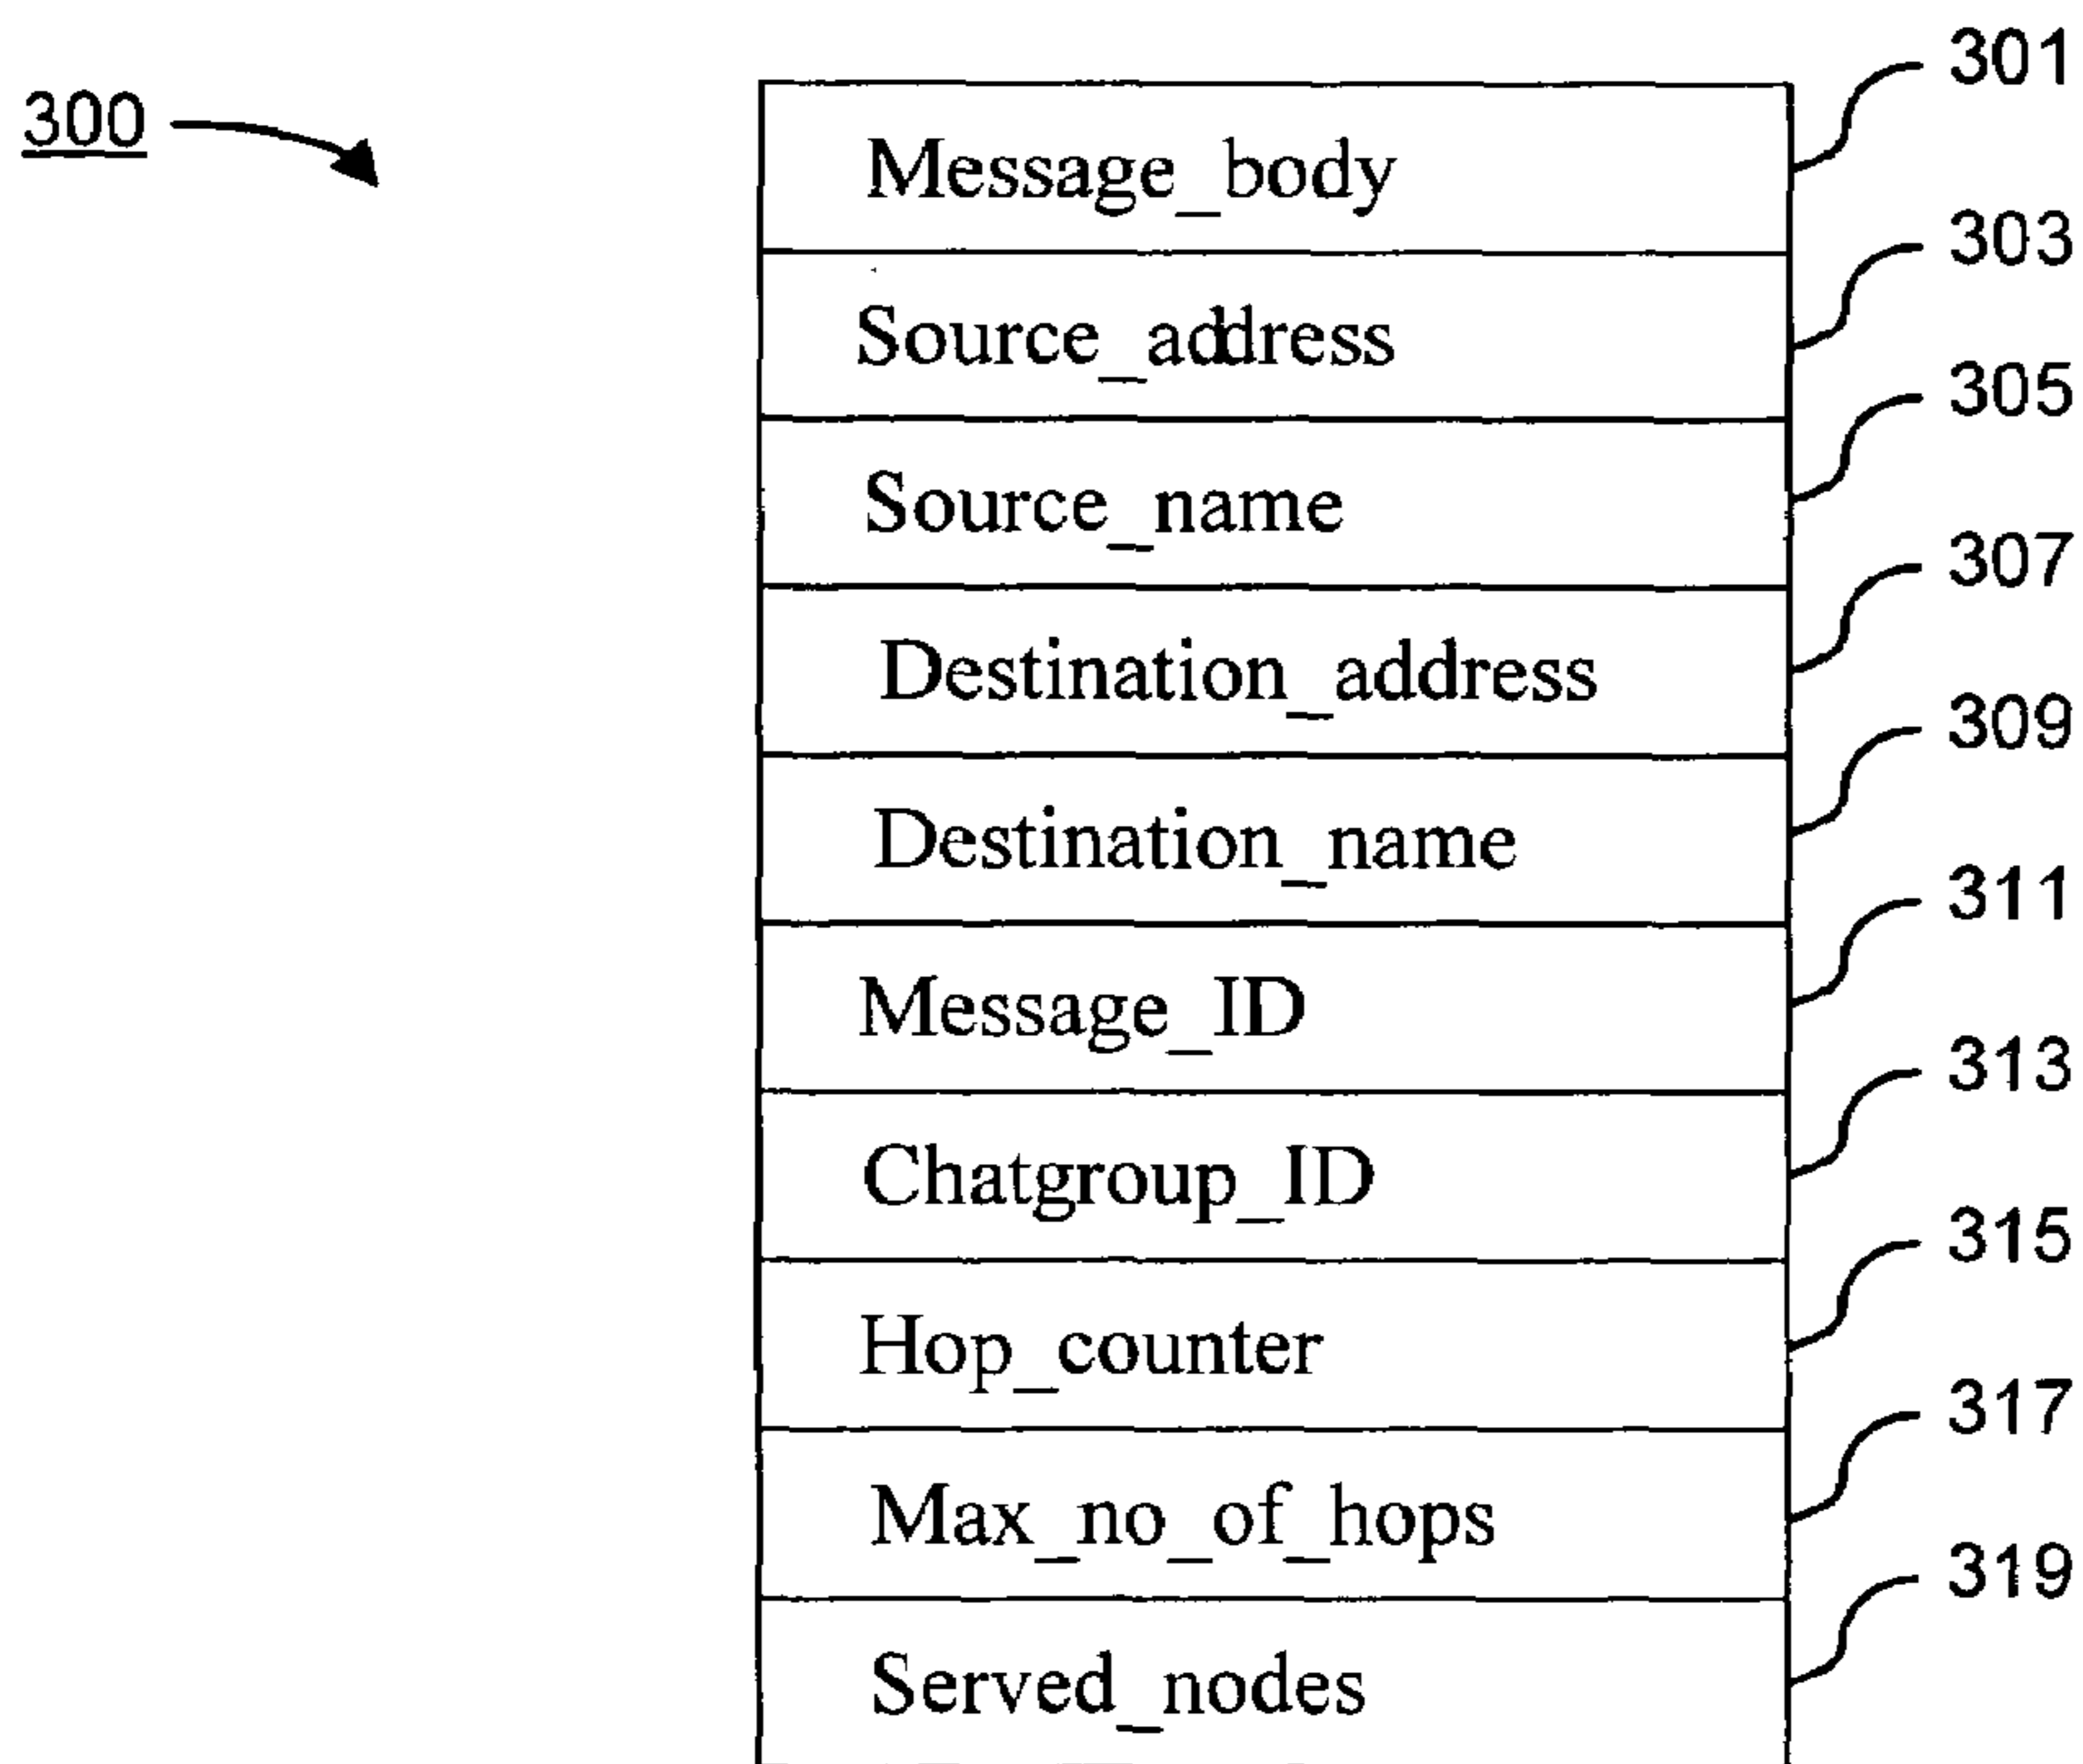 300
301
Message_body
303
Source_address
305
Source_name
307
Destination_address
309
Destination_name
311
Message_ID
313
Chatgroup_ID
315
Hop_counter
317
Max_no_of_hops
319
Served_nodes